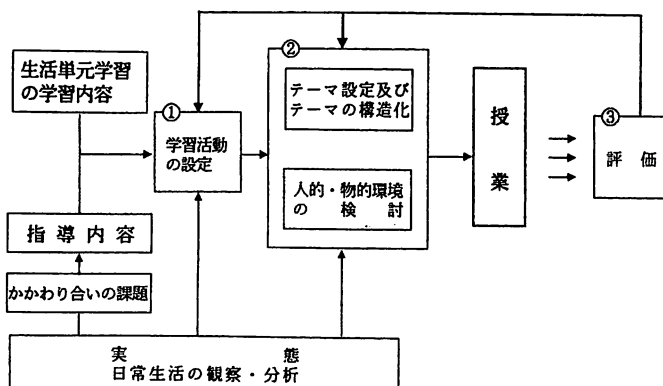 生活単元学習
の学習内容
①
学習活動
の設定
②
テーマ設定及び
テーマの構造化
人的・物的環境
の検討
授
業
③
評価
指導内容
かかわり合いの課題
実態
日常生活の観察・分析